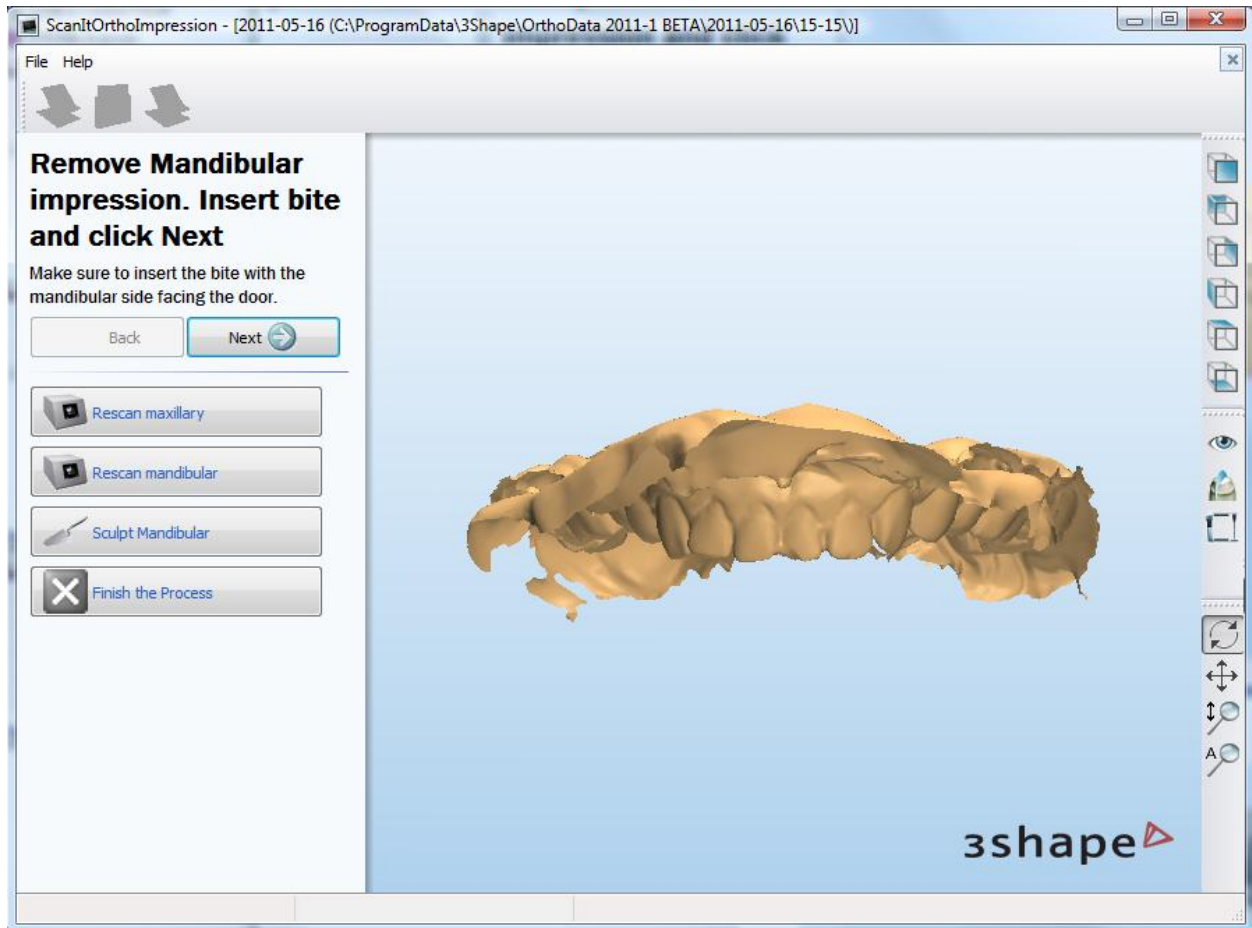 ScanItOrthoImpression - [2011-05-16 (C:\ProgramData\3Shape\OrthoData 2011-1 BETA\2011-05-16\15-15\)]
File Help
Remove Mandibular
impression. Insert bite
and click Next
Make sure to insert the bite with the
mandibular side facing the door.
Back Next
Rescan maxillary
Rescan mandibular
Sculpt Mandibular
Finish the Process
A
3shape